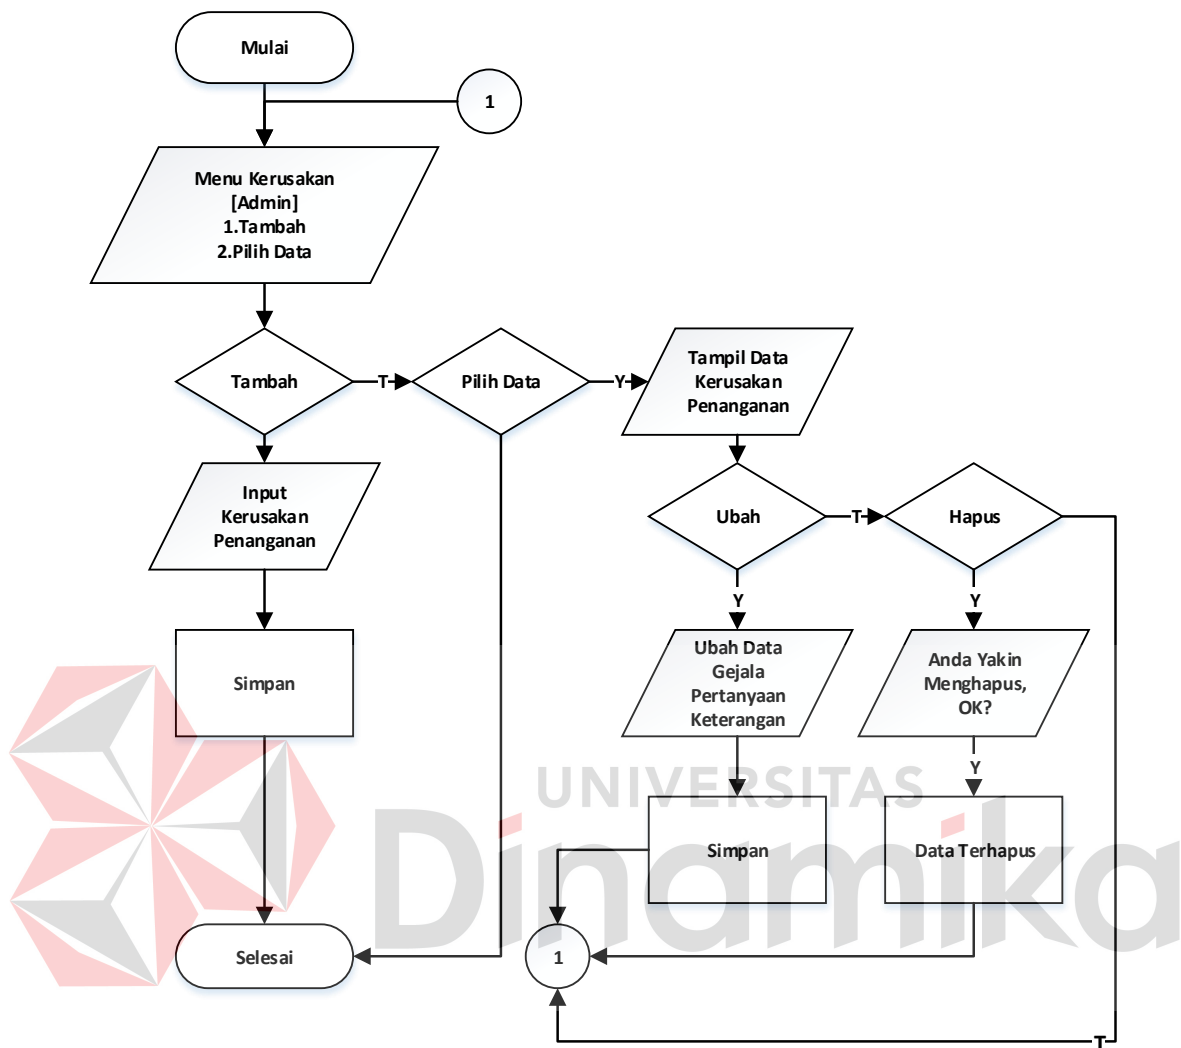 Mulai
1
Menu Kerusakan
[Admin]
1.Tambah
2.Pilih Data
Tambah
T
Pilih Data
Y
Tampil Data
Kerusakan
Penanganan
Input
Kerusakan
Penanganan
Ubah
T
Hapus
Y
Y
Simpan
Ubah Data
Gejala
Pertanyaan
Keterangan
Anda Yakin
Menghapus,
OK?
Y
UNIVERSITAS
Dinamika
Simpan
Data Terhapus
Selesai
1
T